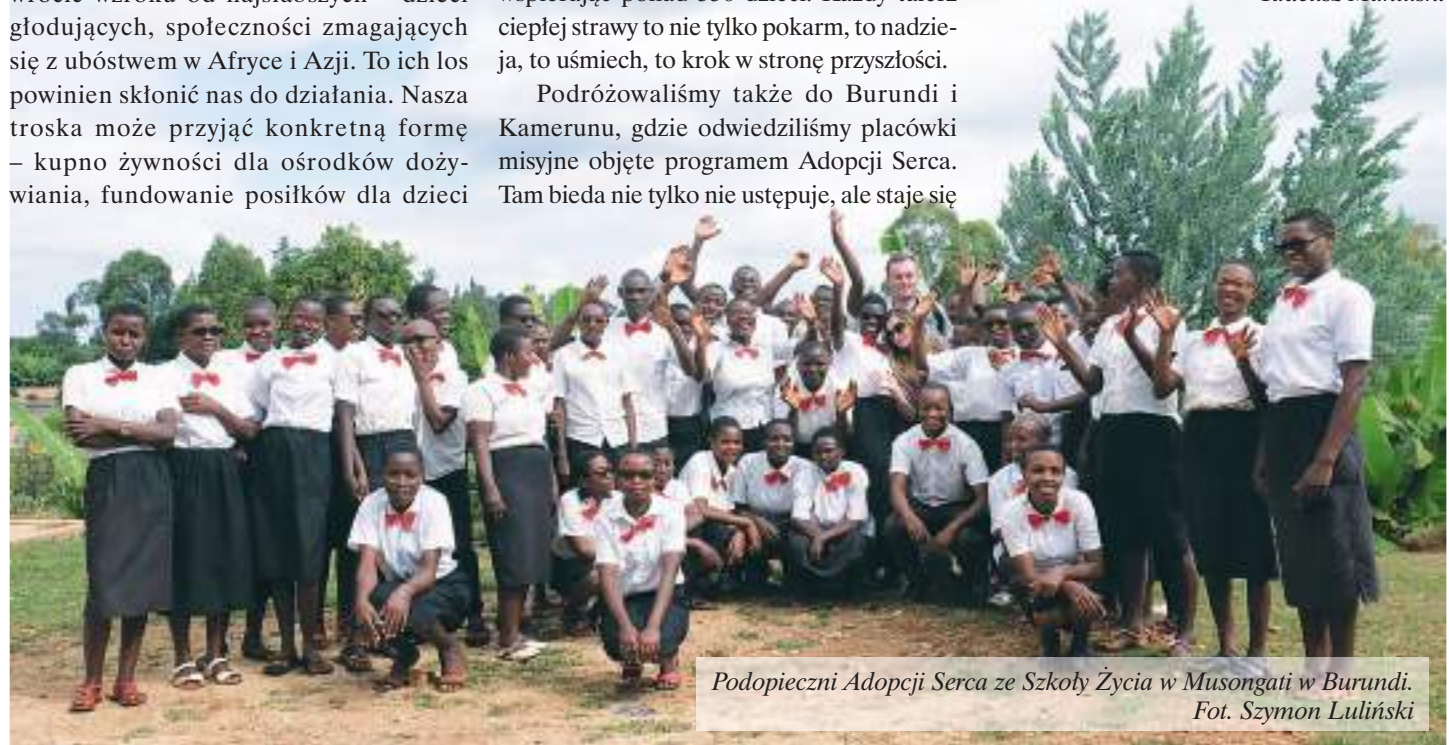 głodujących, społeczności zmagających
się z ubóstwem w Afryce i Azji. To ich los
powinien skłonić nas do działania. Nasza
troska może przyjąć konkretną formę
– kupno żywności dla ośrodków doży-
wiania, fundowanie posiłków dla dzieci
ciepłej strawy to nie tylko pokarm, to nadzie-
ja, to uśmiech, to krok w stronę przyszłości.
Podróżowaliśmy także do Burundi i
Kamerunu, gdzie odwiedziliśmy placówki
misyjne objęte programem Adopcji Serca.
Tam bieda nie tylko nie ustępuje, ale staje się
Podopieczni Adopcji Serca ze Szkoły Życia w Musongati w Burundi.
Fot. Szymon Luliński